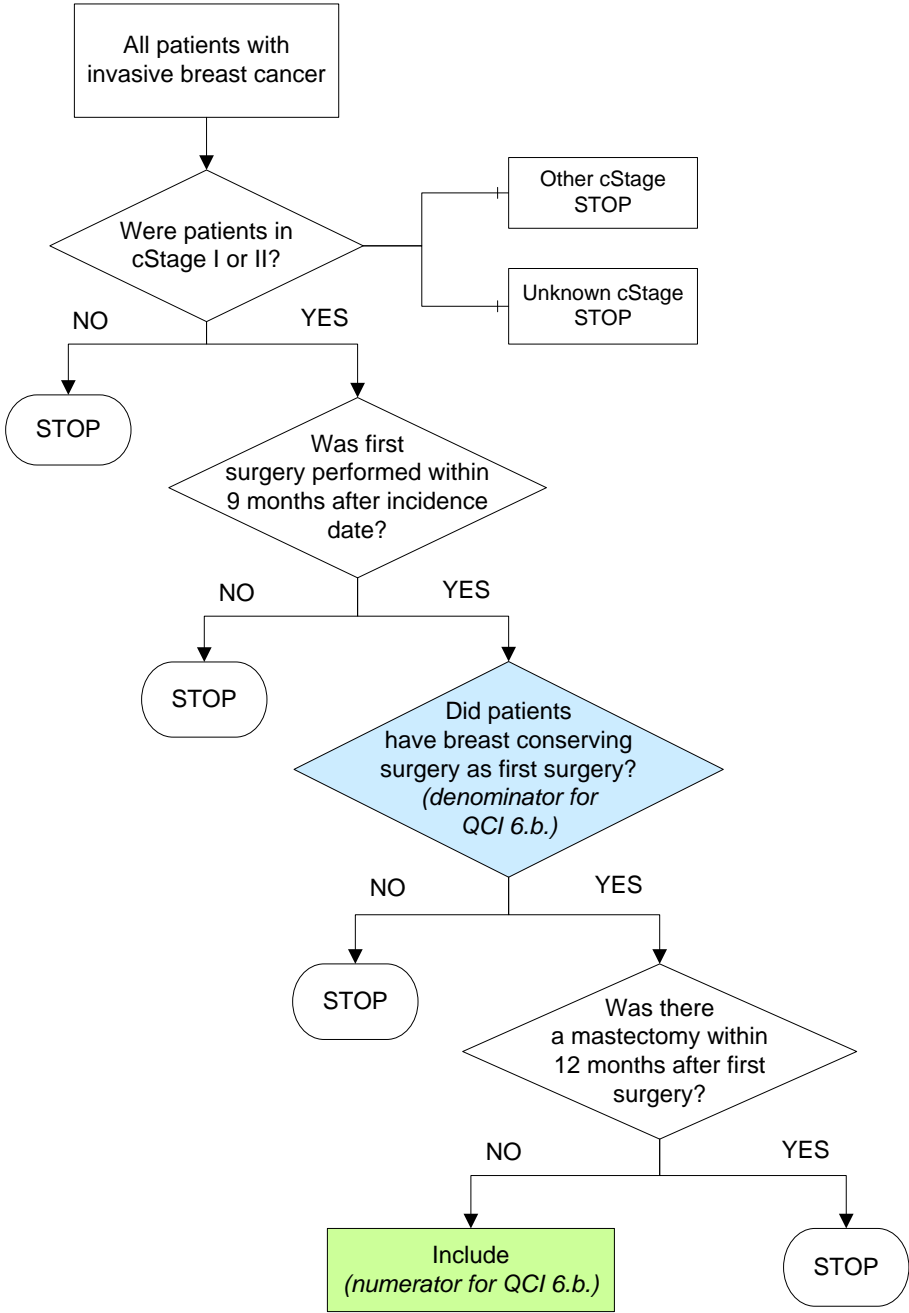 All patients with
invasive breast cancer
Other cStage
STOP
Were patients in
cStage I or II?
Unknown cStage
STOP
NO
YES
STOP
Was first
surgery performed within
9 months after incidence
date?
NO
YES
STOP
Did patients
have breast conserving
surgery as first surgery?
(denominator for
QCI 6.b.)
NO
YES
STOP
Was there
a mastectomy within
12 months after first
surgery?
NO
YES
Include
(numerator for QCI 6.b.)
STOP